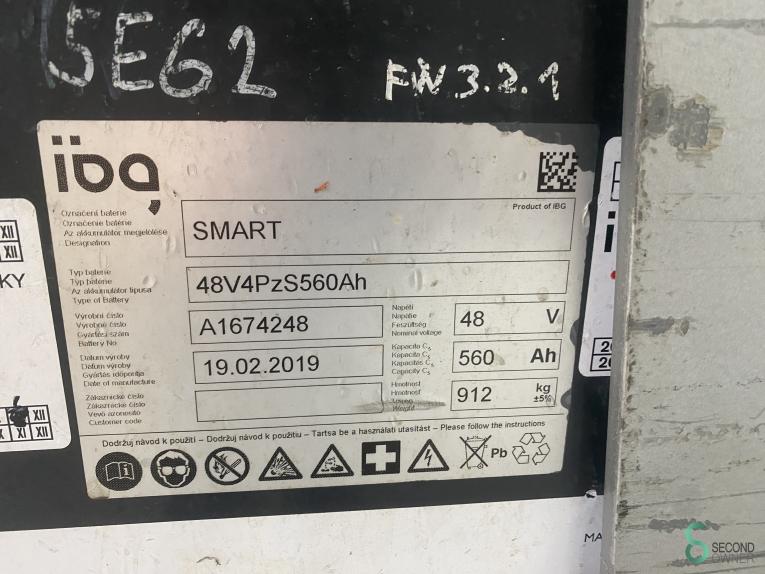 5E62
FW 3.2.1
ibg
Product of IBG
Označení baterie
Označenie batérie
Az akkumulátor megjelölése
Designation
SMART
Typ baterie
Typ batérie
Az akkumulátor típusa
Type of Battery
48V4PzS560Ah
Výrobní číslo
Výrobné číslo
Gyártási szám
Battery No
A1674248
Napětí
Napätie
Feszültség
Nominal voltage
48 V
Datum výroby
Dátum výroby
Gyártás időpontja
Date of manufacture
19.02.2019
Kapacita C5
Kapacita C5
Kapacitás C5
Capacity C5
560 Ah
Zákaznické číslo
Zákaznícke číslo
Vevő azonosító
Customer code
Hmotnost
Hmotnosť
Weight
912 kg
±5%
Dodržuj návod k použití – Dodržuj návod k použitiu – Tartsa be a használati utasítást – Please follow the instructions
Pb
XII
XII
KY
XII
X XI XII
MA
SECOND
OWNER